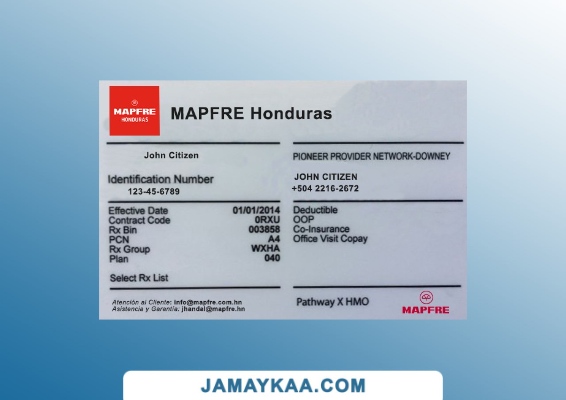 MAPFRE
HONDURAS
MAPFRE Honduras
John Citizen
PIONEER PROVIDER NETWORK-DOWNEY
Identification Number
123-45-6789
JOHN CITIZEN
+504 2216-2672
Effective Date 01/01/2014
Contract Code 0RXU
Rx Bin 003858
PCN A4
Rx Group WXHA
Plan 040
Select Rx List
Deductible
OOP
Co-Insurance
Office Visit Copay
Atención al Cliente: info@mapfre.com.hn
Asistencia y Garantía: jhandal@mapfre.hn
Pathway X HMO
MAPFRE
JAMAYKAA.COM